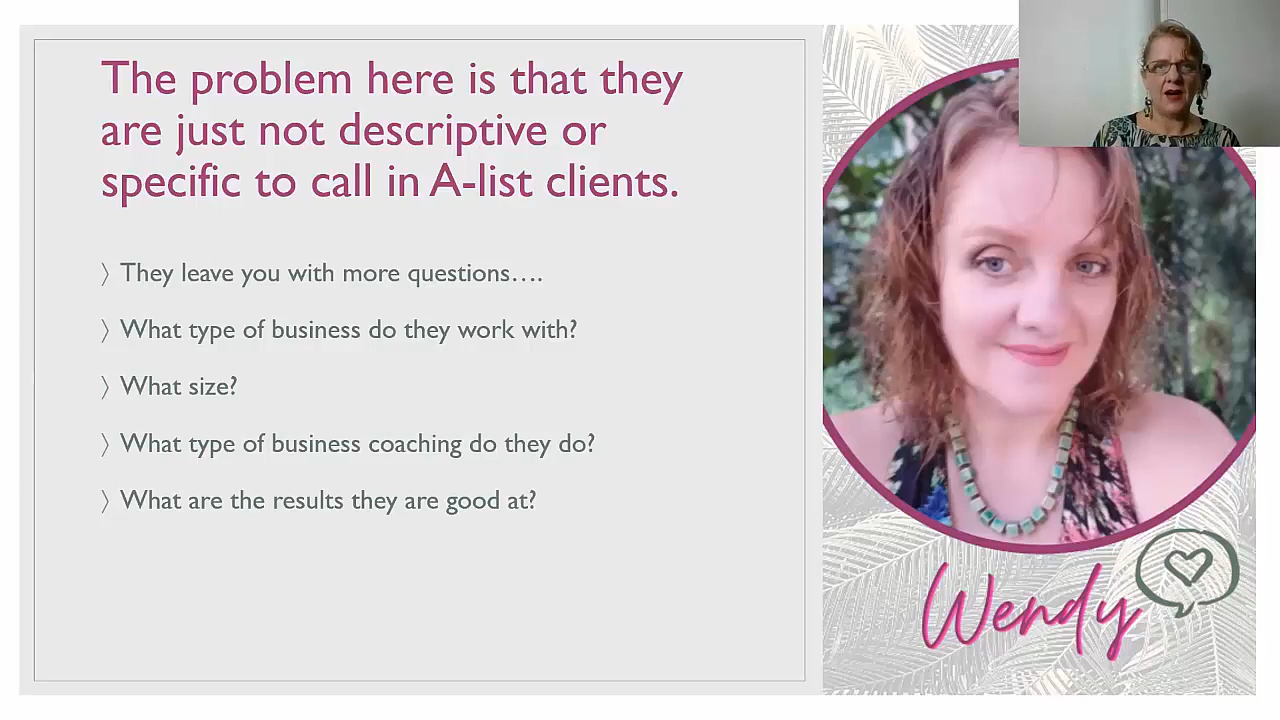 The problem here is that they
are just not descriptive or
specific to call in A-list clients.
〉They leave you with more questions….
〉What type of business do they work with?
〉What size?
〉What type of business coaching do they do?
〉What are the results they are good at?
Wendy